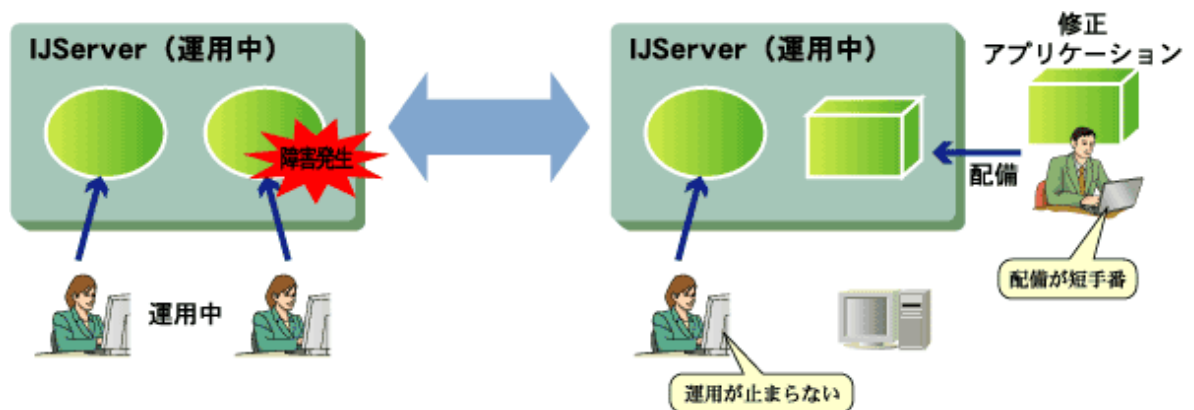 IJServer（運用中）
障害発生
運用中
IJServer（運用中）
修正
アプリケーション
配備
配備が短手番
運用が止まらない